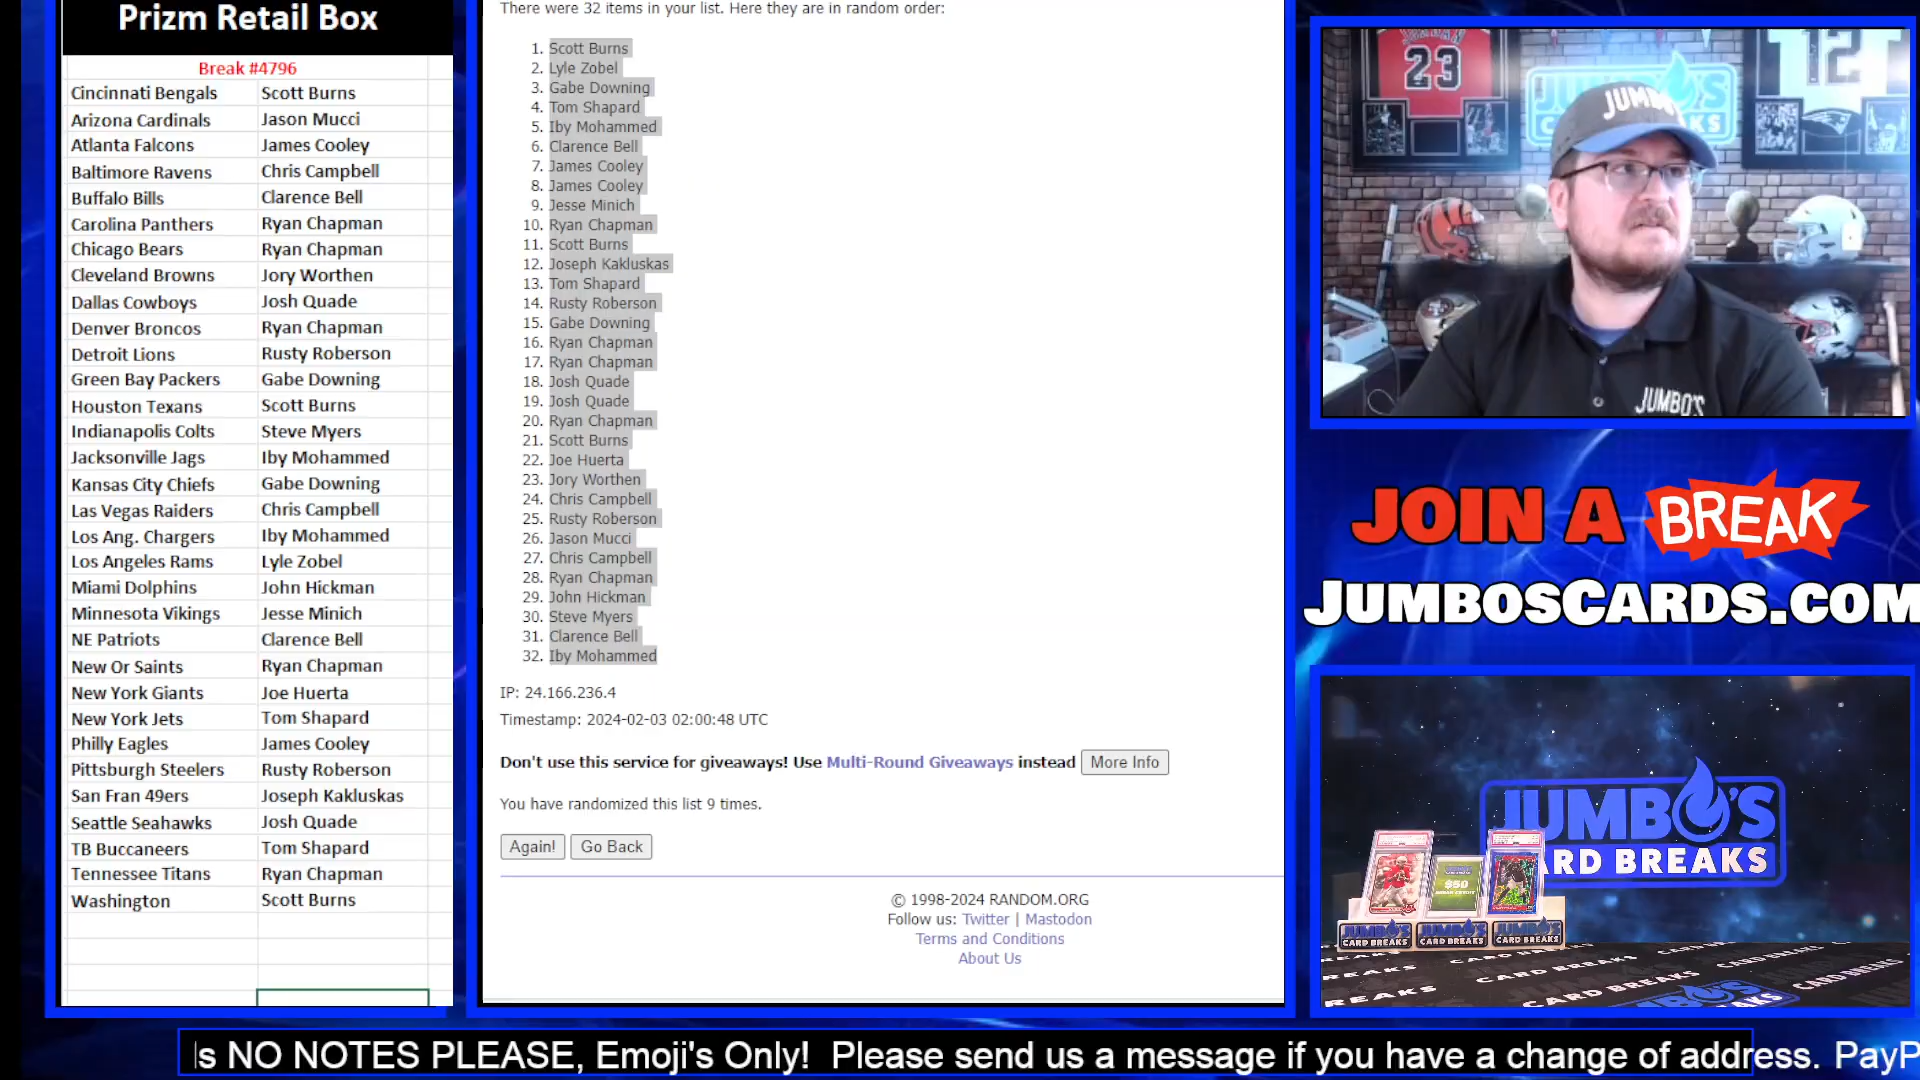 Prizm Retail Box
Break #4796
Cincinnati Bengals Scott Burns
Arizona Cardinals Jason Mucci
Atlanta Falcons James Cooley
Baltimore Ravens Chris Campbell
Buffalo Bills Clarence Bell
Carolina Panthers Ryan Chapman
Chicago Bears Ryan Chapman
Cleveland Browns Jory Worthen
Dallas Cowboys Josh Quade
Denver Broncos Ryan Chapman
Detroit Lions Rusty Roberson
Green Bay Packers Gabe Downing
Houston Texans Scott Burns
Indianapolis Colts Steve Myers
Jacksonville Jags Iby Mohammed
Kansas City Chiefs Gabe Downing
Las Vegas Raiders Chris Campbell
Los Ang. Chargers Iby Mohammed
Los Angeles Rams Lyle Zobel
Miami Dolphins John Hickman
Minnesota Vikings Jesse Minich
NE Patriots Clarence Bell
New Or Saints Ryan Chapman
New York Giants Joe Huerta
New York Jets Tom Shapard
Philly Eagles James Cooley
Pittsburgh Steelers Rusty Roberson
San Fran 49ers Joseph Kakluskas
Seattle Seahawks Josh Quade
TB Buccaneers Tom Shapard
Tennessee Titans Ryan Chapman
Washington Scott Burns
There were 32 items in your list. Here they are in random order:
1. Scott Burns
2. Lyle Zobel
3. Gabe Downing
4. Tom Shapard
5. Iby Mohammed
6. Clarence Bell
7. James Cooley
8. James Cooley
9. Jesse Minich
10. Ryan Chapman
11. Scott Burns
12. Joseph Kakluskas
13. Tom Shapard
14. Rusty Roberson
15. Gabe Downing
16. Ryan Chapman
17. Ryan Chapman
18. Josh Quade
19. Josh Quade
20. Ryan Chapman
21. Scott Burns
22. Joe Huerta
23. Jory Worthen
24. Chris Campbell
25. Rusty Roberson
26. Jason Mucci
27. Chris Campbell
28. Ryan Chapman
29. John Hickman
30. Steve Myers
31. Clarence Bell
32. Iby Mohammed
IP: 24.166.236.4
Timestamp: 2024-02-03 02:00:48 UTC
Don't use this service for giveaways! Use Multi-Round Giveaways instead More Info
You have randomized this list 9 times.
Again! Go Back
© 1998-2024 RANDOM.ORG
Follow us: Twitter | Mastodon
Terms and Conditions
About Us
23
12
JUMBO'S
JOIN A BREAK
JUMBOSCARDS.COM
JUMBO'S
CARD BREAKS
$50
JUMBO'S JUMBO'S JUMBO'S
CARD BREAKS CARD BREAKS CARD BREAKS
s NO NOTES PLEASE, Emoji's Only! Please send us a message if you have a change of address. PayP